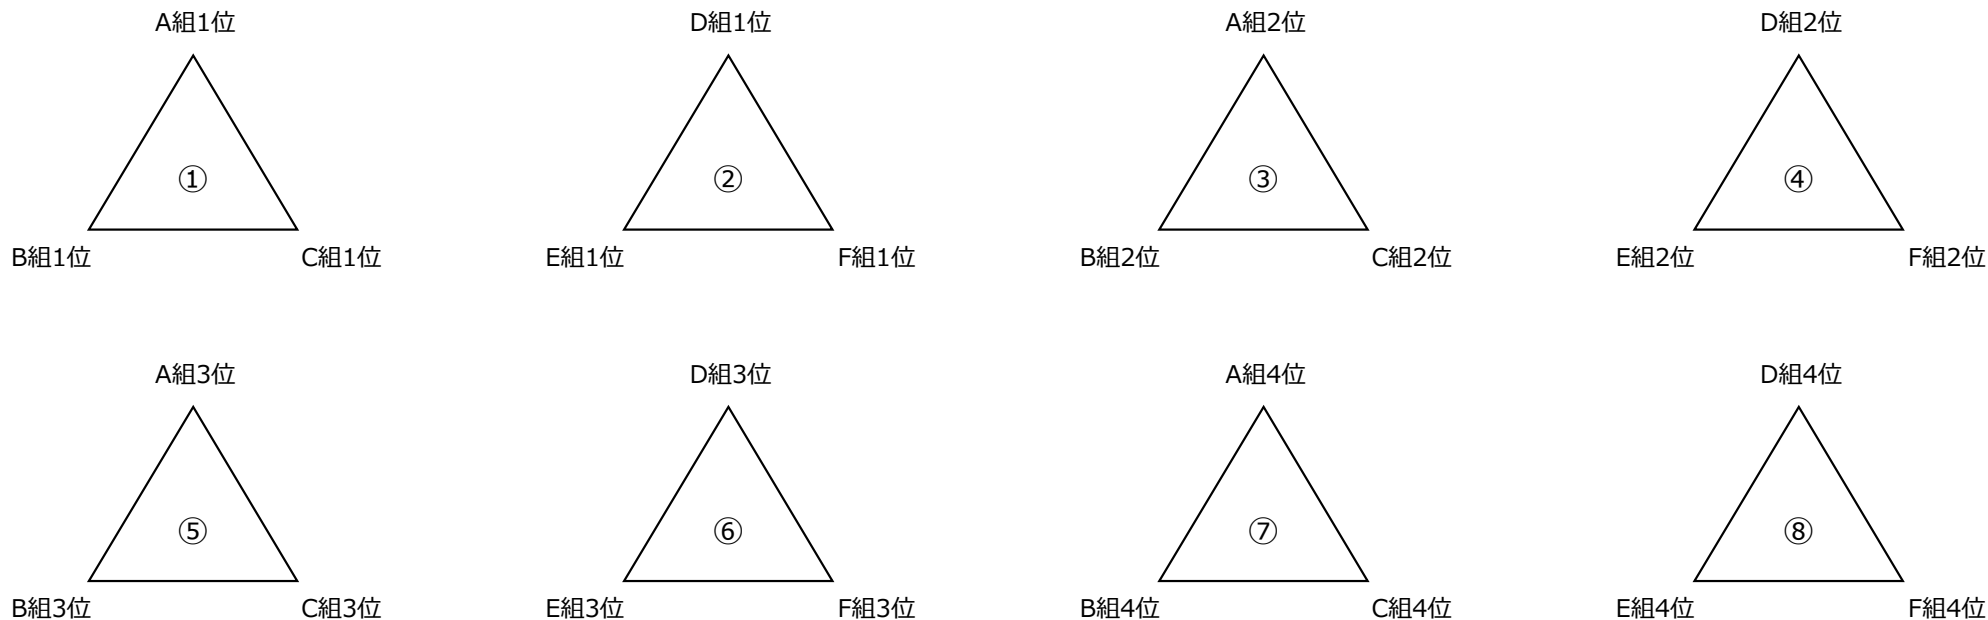 A組1位
D組1位
A組2位
D組2位
①
②
③
④
B組1位
C組1位
E組1位
F組1位
B組2位
C組2位
E組2位
F組2位
A組3位
D組3位
A組4位
D組4位
⑤
⑥
⑦
⑧
B組3位
C組3位
E組3位
F組3位
B組4位
C組4位
E組4位
F組4位